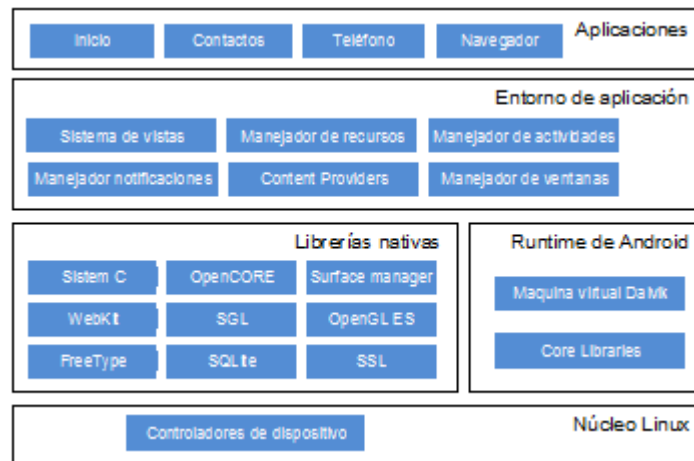 Aplicaciones
Inicio
Contactos
Teléfono
Navegador
Entorno de aplicación
Sistema de vistas
Manejador de recursos
Manejador de actividades
Manejador notificaciones
Content Providers
Manejador de ventanas
Librerías nativas
Sistem C
OpenCORE
Surface manager
WebKit
SGL
OpenGL ES
FreeType
SQLite
SSL
Runtime de Android
Maquina virtual Dalvik
Core Libraries
Núcleo Linux
Controladores de dispositivo